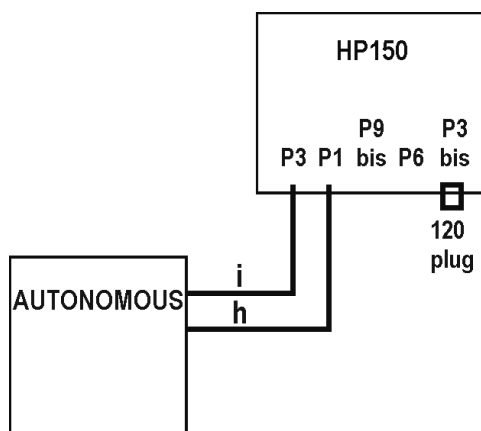 HP150
P9 P3
P3 P1 bis P6 bis
120
plug
i
AUTONOMOUS
h